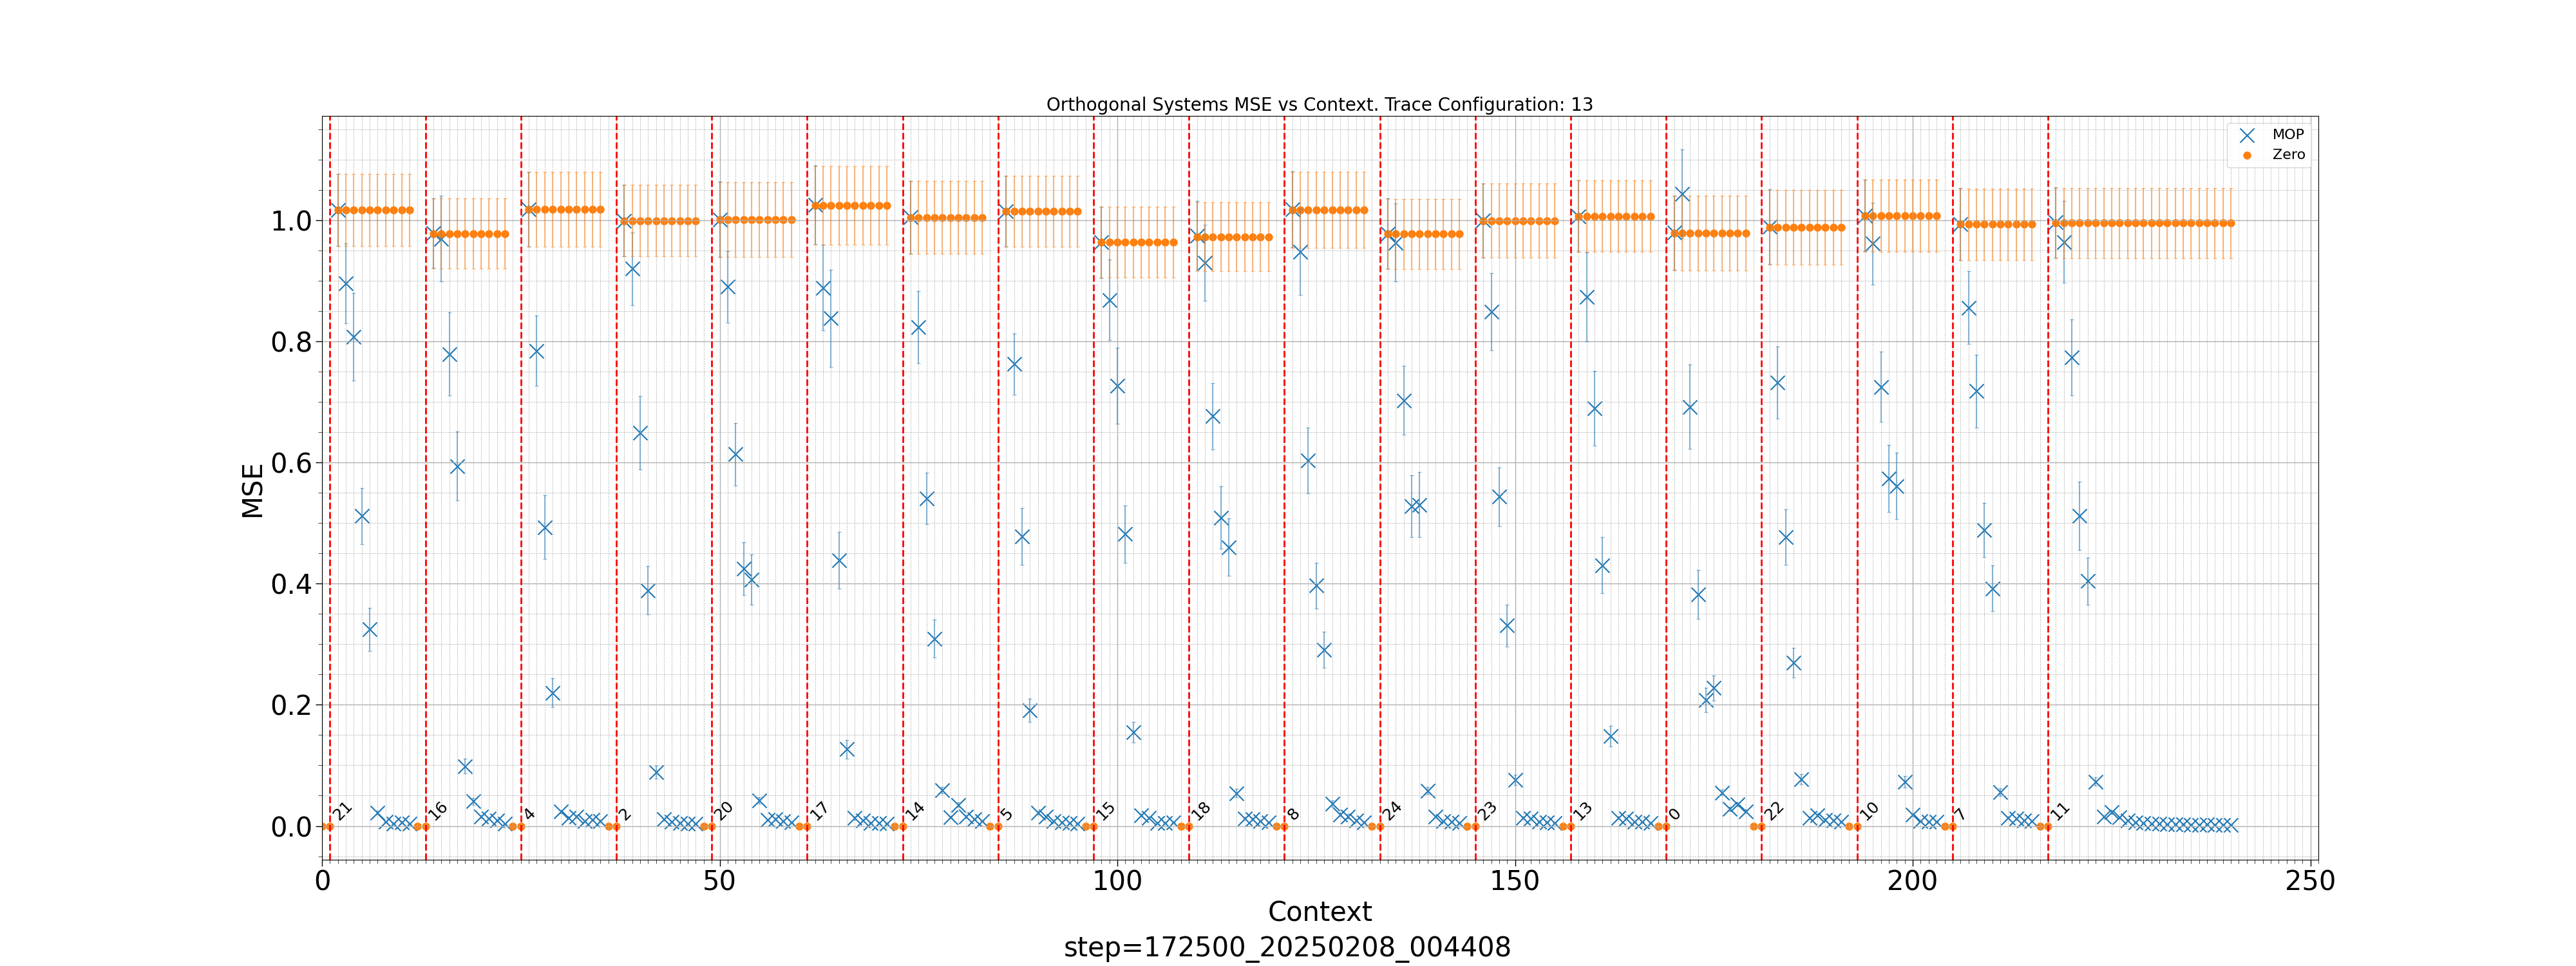 Orthogonal Systems MSE vs Context. Trace Configuration: 13
MOP
Zero
MSE
1.0
0.8
0.6
0.4
0.2
0.0
21 16 4 2 20 17 14 5 15 18 8 24 23 13 0 22 10 7 11
0 50 100 150 200 250
Context
step=172500_20250208_004408